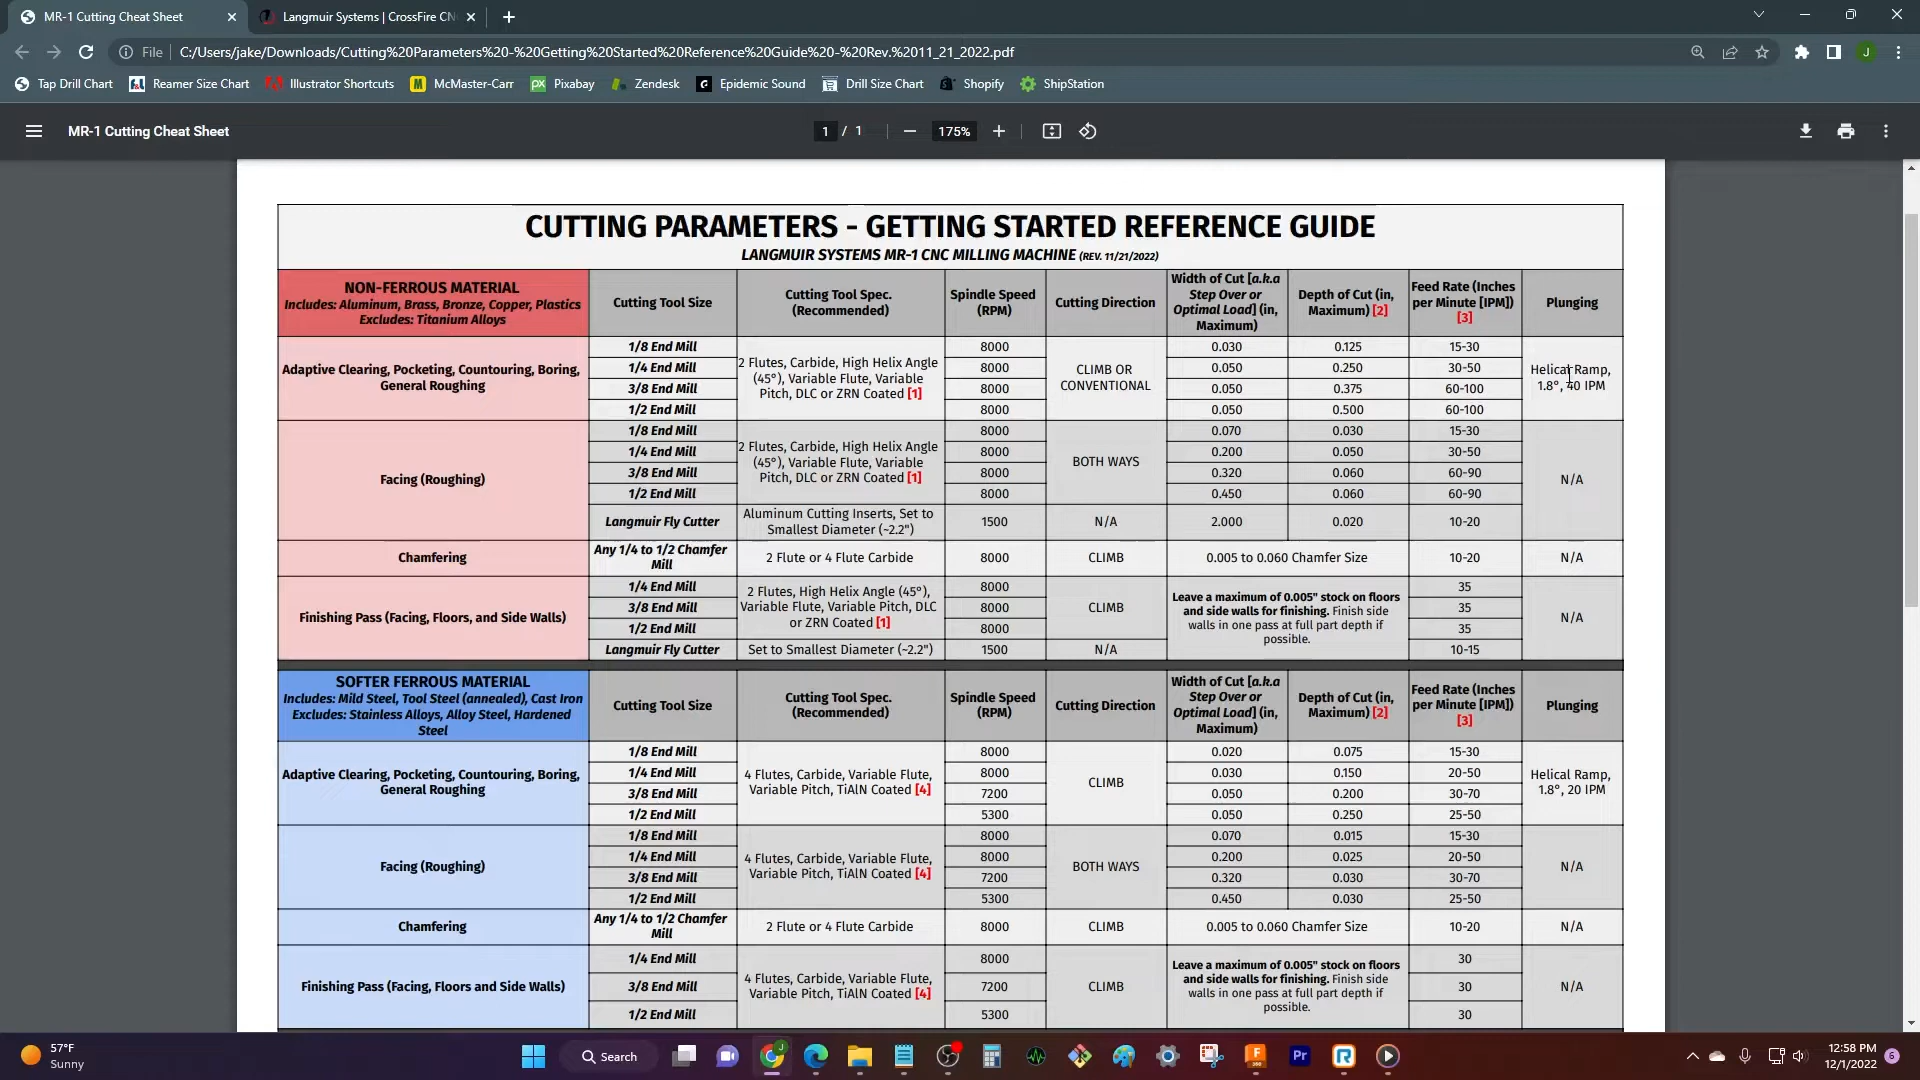 MR-1 Cutting Cheat Sheet
Langmuir Systems | CrossFire CN
File
C:/Users/jake/Downloads/Cutting%20Parameters%20-%20Getting%20Started%20Reference%20Guide%20-%20Rev.%2011_21_2022.pdf
J
Tap Drill Chart
Reamer Size Chart
Illustrator Shortcuts
McMaster-Carr
Pixabay
Zendesk
Epidemic Sound
Drill Size Chart
Shopify
ShipStation
MR-1 Cutting Cheat Sheet
1 / 1
175%
CUTTING PARAMETERS - GETTING STARTED REFERENCE GUIDE
LANGMUIR SYSTEMS MR-1 CNC MILLING MACHINE (REV. 11/21/2022)
NON-FERROUS MATERIAL
Includes: Aluminum, Brass, Bronze, Copper, Plastics
Excludes: Titanium Alloys
Cutting Tool Size
Cutting Tool Spec.
(Recommended)
Spindle Speed
(RPM)
Cutting Direction
Width of Cut [a.k.a
Step Over or
Optimal Load] (in,
Maximum)
Depth of Cut (in,
Maximum) [2]
Feed Rate (Inches
per Minute [IPM])
[3]
Plunging
Adaptive Clearing, Pocketing, Countouring, Boring,
General Roughing
1/8 End Mill
1/4 End Mill
3/8 End Mill
1/2 End Mill
2 Flutes, Carbide, High Helix Angle
(45°), Variable Flute, Variable
Pitch, DLC or ZRN Coated [1]
8000
8000
8000
8000
CLIMB OR
CONVENTIONAL
0.030
0.050
0.050
0.050
0.125
0.250
0.375
0.500
15-30
30-50
60-100
60-100
Helical Ramp,
1.8°, 40 IPM
Facing (Roughing)
1/8 End Mill
1/4 End Mill
3/8 End Mill
1/2 End Mill
Langmuir Fly Cutter
2 Flutes, Carbide, High Helix Angle
(45°), Variable Flute, Variable
Pitch, DLC or ZRN Coated [1]
Aluminum Cutting Inserts, Set to
Smallest Diameter (~2.2")
8000
8000
8000
8000
1500
BOTH WAYS
N/A
0.070
0.200
0.320
0.450
2.000
0.030
0.050
0.060
0.060
0.020
15-30
30-50
60-90
60-90
10-20
N/A
Chamfering
Any 1/4 to 1/2 Chamfer
Mill
2 Flute or 4 Flute Carbide
8000
CLIMB
0.005 to 0.060 Chamfer Size
10-20
N/A
Finishing Pass (Facing, Floors, and Side Walls)
1/4 End Mill
3/8 End Mill
1/2 End Mill
Langmuir Fly Cutter
2 Flutes, High Helix Angle (45°),
Variable Flute, Variable Pitch, DLC
or ZRN Coated [1]
Set to Smallest Diameter (~2.2")
8000
8000
8000
1500
CLIMB
N/A
Leave a maximum of 0.005" stock on floors
and side walls for finishing. Finish side
walls in one pass at full part depth if
possible.
35
35
35
10-15
N/A
SOFTER FERROUS MATERIAL
Includes: Mild Steel, Tool Steel (annealed), Cast Iron
Excludes: Stainless Alloys, Alloy Steel, Hardened
Steel
Cutting Tool Size
Cutting Tool Spec.
(Recommended)
Spindle Speed
(RPM)
Cutting Direction
Width of Cut [a.k.a
Step Over or
Optimal Load] (in,
Maximum)
Depth of Cut (in,
Maximum) [2]
Feed Rate (Inches
per Minute [IPM])
[3]
Plunging
Adaptive Clearing, Pocketing, Countouring, Boring,
General Roughing
1/8 End Mill
1/4 End Mill
3/8 End Mill
1/2 End Mill
4 Flutes, Carbide, Variable Flute,
Variable Pitch, TiAlN Coated [4]
8000
8000
7200
5300
CLIMB
0.020
0.030
0.050
0.050
0.075
0.150
0.200
0.250
15-30
20-50
30-70
25-50
Helical Ramp,
1.8°, 20 IPM
Facing (Roughing)
1/8 End Mill
1/4 End Mill
3/8 End Mill
1/2 End Mill
4 Flutes, Carbide, Variable Flute,
Variable Pitch, TiAlN Coated [4]
8000
8000
7200
5300
BOTH WAYS
0.070
0.200
0.320
0.450
0.015
0.025
0.030
0.030
15-30
20-50
30-70
25-50
N/A
Chamfering
Any 1/4 to 1/2 Chamfer
Mill
2 Flute or 4 Flute Carbide
8000
CLIMB
0.005 to 0.060 Chamfer Size
10-20
N/A
Finishing Pass (Facing, Floors and Side Walls)
1/4 End Mill
3/8 End Mill
1/2 End Mill
4 Flutes, Carbide, Variable Flute,
Variable Pitch, TiAlN Coated [4]
8000
7200
5300
CLIMB
Leave a maximum of 0.005" stock on floors
and side walls for finishing. Finish side
walls in one pass at full part depth if
possible.
30
30
30
N/A
57°F
Sunny
Search
12:58 PM
12/1/2022
6